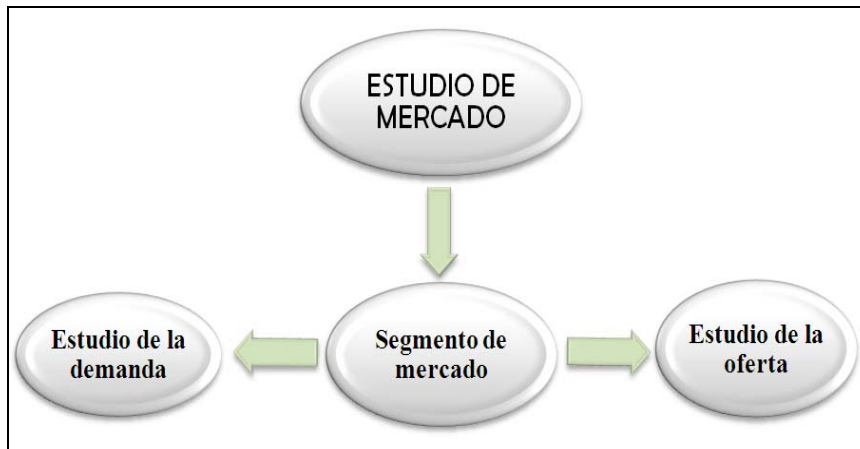 ESTUDIO DE
MERCADO
Estudio de la
demanda
Segmento de
mercado
Estudio de la
oferta